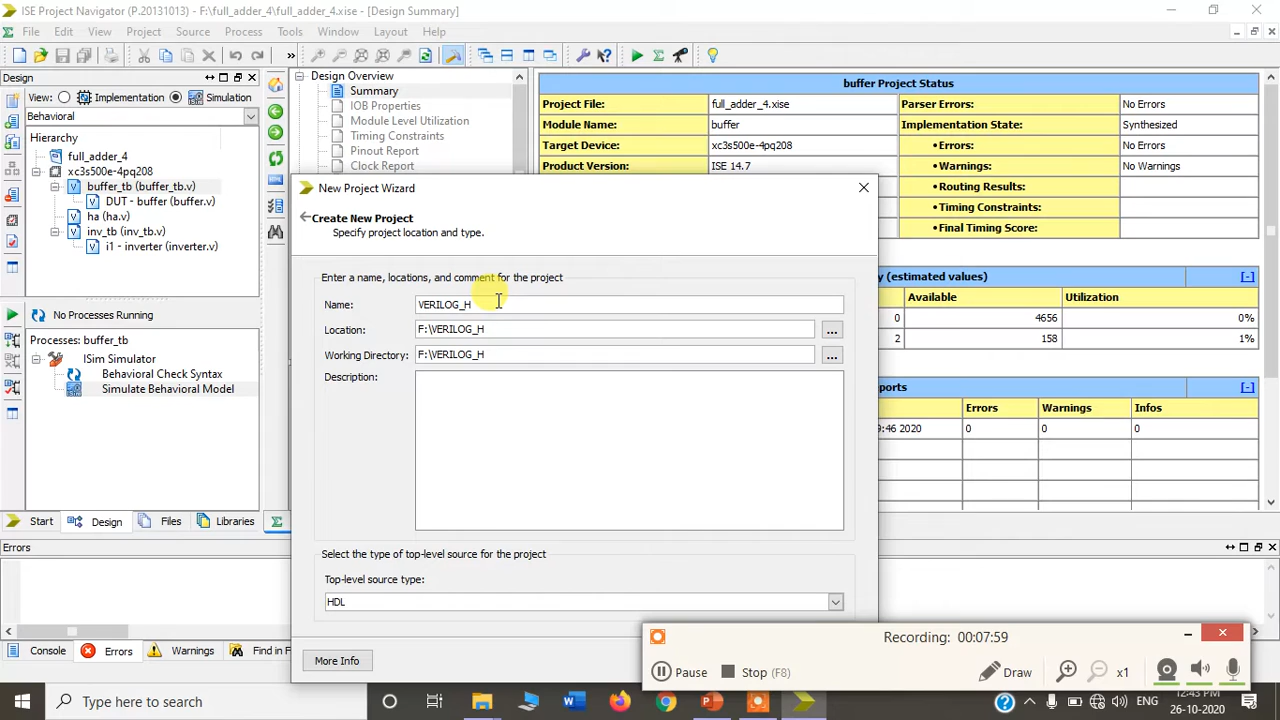 ISE Project Navigator (P.20131013) - F:\full_adder_4\full_adder_4.xise - [Design Summary]
File Edit View Project Source Process Tools Window Layout Help
Design
View: Implementation Simulation
Behavioral
Hierarchy
full_adder_4
xc3s500e-4pq208
buffer_tb (buffer_tb.v)
DUT - buffer (buffer.v)
ha (ha.v)
inv_tb (inv_tb.v)
i1 - inverter (inverter.v)
No Processes Running
Processes: buffer_tb
ISim Simulator
Behavioral Check Syntax
Simulate Behavioral Model
Start Design Files Libraries
Design Overview
Summary
IOB Properties
Module Level Utilization
Timing Constraints
Pinout Report
Clock Report
buffer Project Status
Project File: full_adder_4.xise Parser Errors: No Errors
Module Name: buffer Implementation State: Synthesized
Target Device: xc3s500e-4pq208 •Errors: No Errors
Product Version: ISE 14.7 •Warnings: No Warnings
•Routing Results:
•Timing Constraints:
•Final Timing Score:
y (estimated values) [-]
Available Utilization
0 4656 0%
2 158 1%
ports [-]
Errors Warnings Infos
9:46 2020 0 0 0
New Project Wizard
Create New Project
Specify project location and type.
Enter a name, locations, and comment for the project
Name: VERILOG_H
Location: F:\VERILOG_H ...
Working Directory: F:\VERILOG_H ...
Description:
Select the type of top-level source for the project
Top-level source type:
HDL
More Info
Errors
Console Errors Warnings Find in F
Recording: 00:07:59
Pause Stop (F8) Draw x1
Type here to search
ENG
12:43 PM
26-10-2020